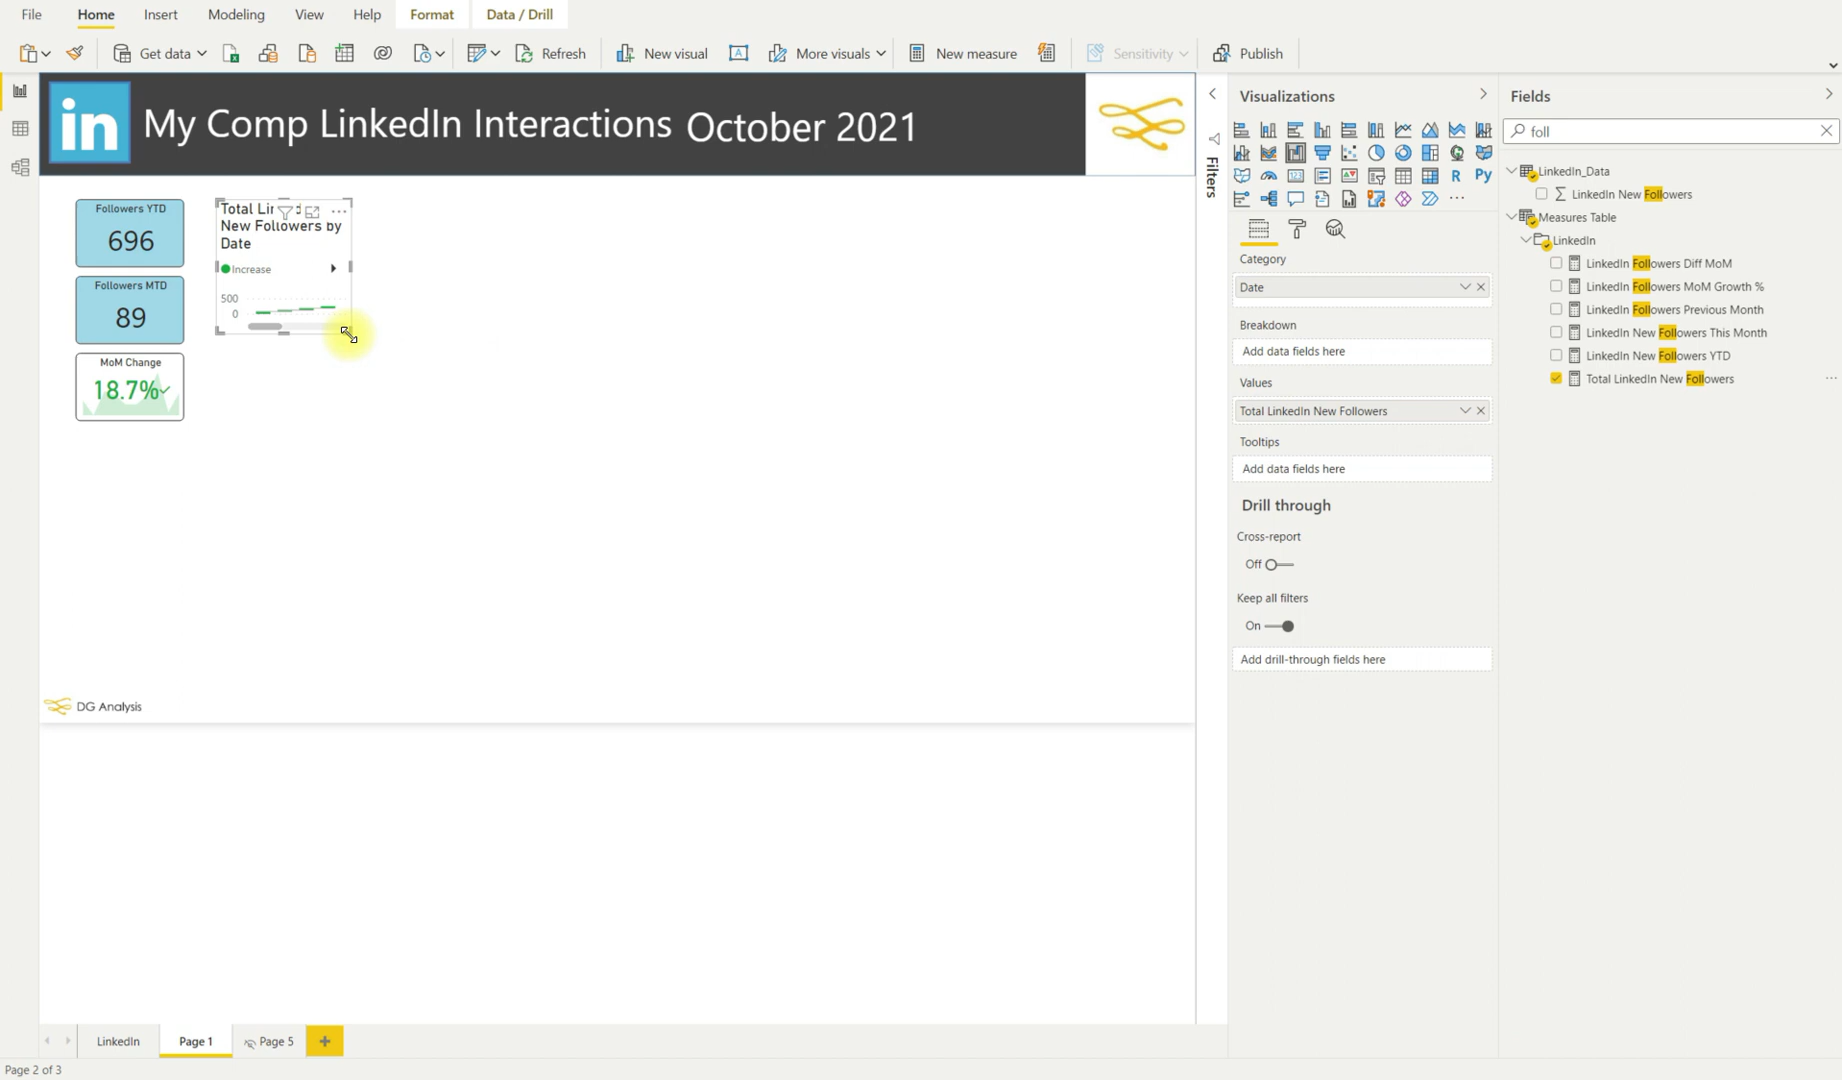 File Home Insert Modeling View Help Format Data / Drill
Get data Refresh New visual A More visuals New measure Sensitivity Publish
in My Comp LinkedIn Interactions October 2021
Followers YTD
696
Followers MTD
89
MoM Change
18.7%
New Followers by
Date
Increase
500
0
DG Analysis
Filters
Visualizations
123
R Py
Category
Date
Breakdown
Add data fields here
Values
Total LinkedIn New Followers
Tooltips
Add data fields here
Drill through
Cross-report
Off
Keep all filters
On
Add drill-through fields here
Fields
foll
LinkedIn_Data
LinkedIn New Followers
Measures Table
LinkedIn
LinkedIn Followers Diff MoM
LinkedIn Followers MoM Growth %
LinkedIn Followers Previous Month
LinkedIn New Followers This Month
LinkedIn New Followers YTD
Total LinkedIn New Followers
LinkedIn Page 1 Page 5 +
Page 2 of 3